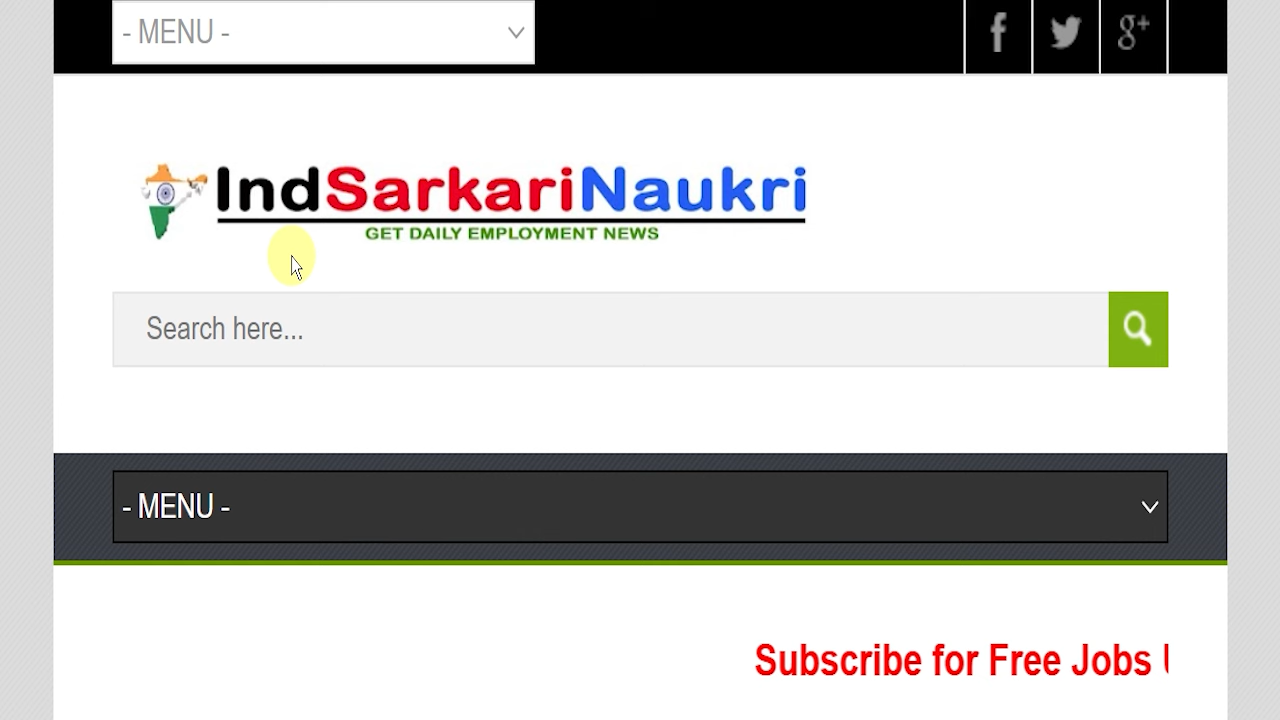 - MENU -
IndSarkariNaukri
GET DAILY EMPLOYMENT NEWS
Search here...
- MENU -
Subscribe for Free Jobs